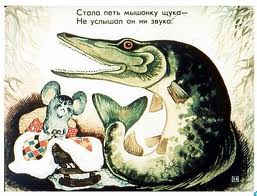 Стала петь мышонку щука—
Не услышал он ни звука.